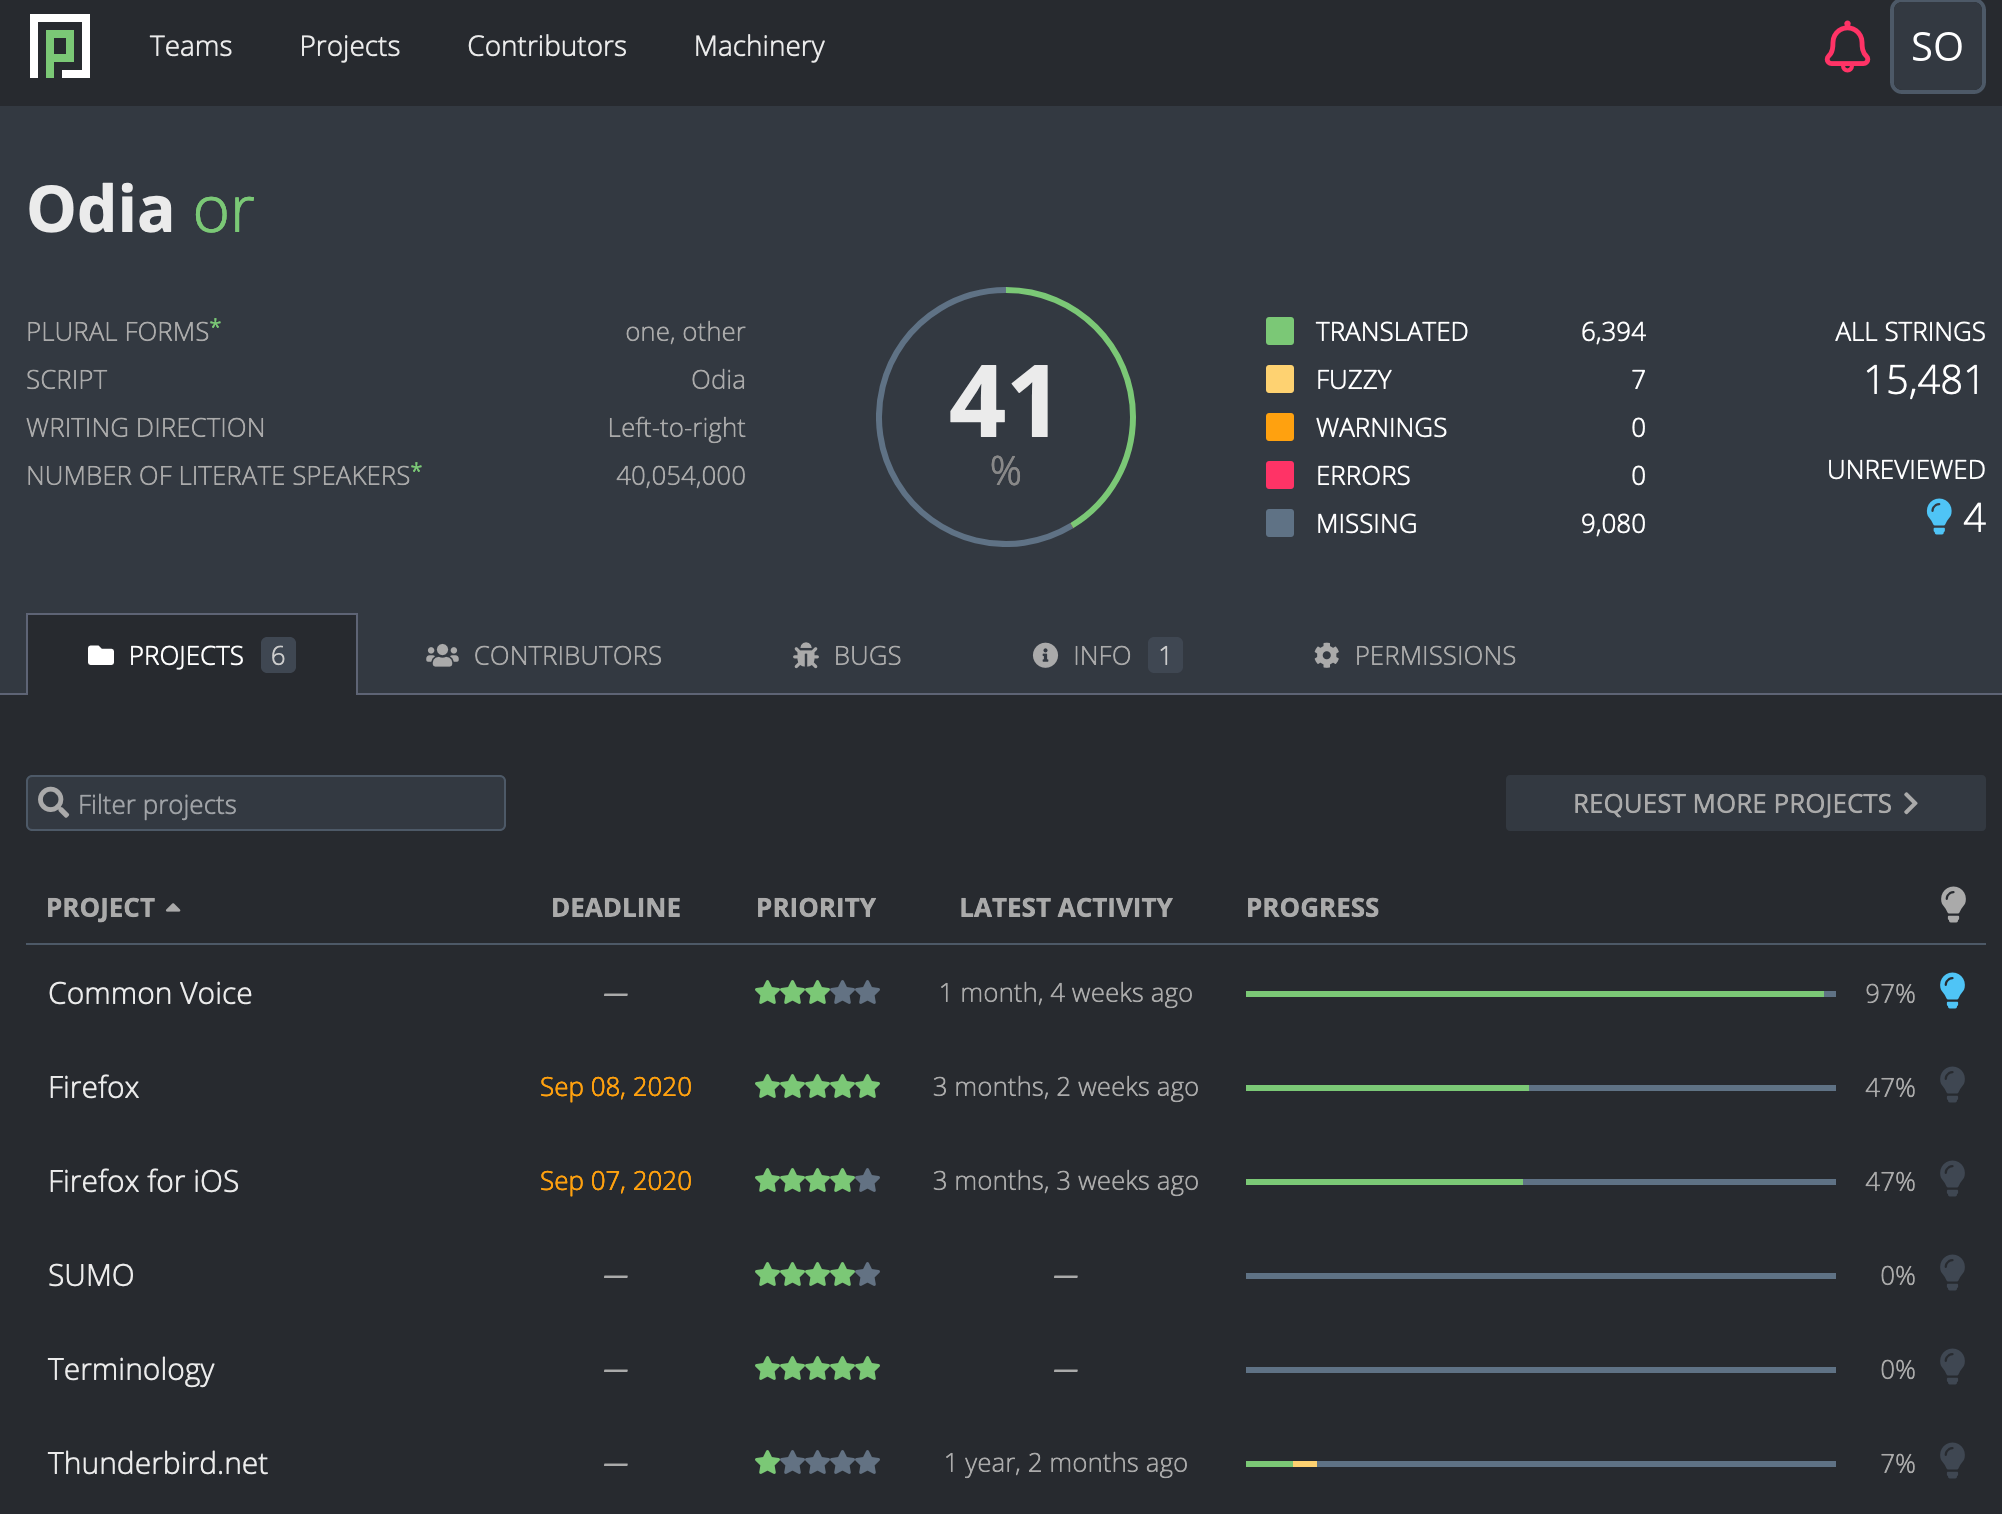 Teams Projects Contributors Machinery SO
Odia or
PLURAL FORMS* one, other
SCRIPT Odia
WRITING DIRECTION Left-to-right
NUMBER OF LITERATE SPEAKERS* 40,054,000
41
%
TRANSLATED 6,394
FUZZY 7
WARNINGS 0
ERRORS 0
MISSING 9,080
ALL STRINGS
15,481
UNREVIEWED
4
PROJECTS 6 CONTRIBUTORS BUGS INFO 1 PERMISSIONS
Filter projects REQUEST MORE PROJECTS
PROJECT DEADLINE PRIORITY LATEST ACTIVITY PROGRESS
Common Voice — 1 month, 4 weeks ago 97%
Firefox Sep 08, 2020 3 months, 2 weeks ago 47%
Firefox for iOS Sep 07, 2020 3 months, 3 weeks ago 47%
SUMO — — 0%
Terminology — — 0%
Thunderbird.net — 1 year, 2 months ago 7%